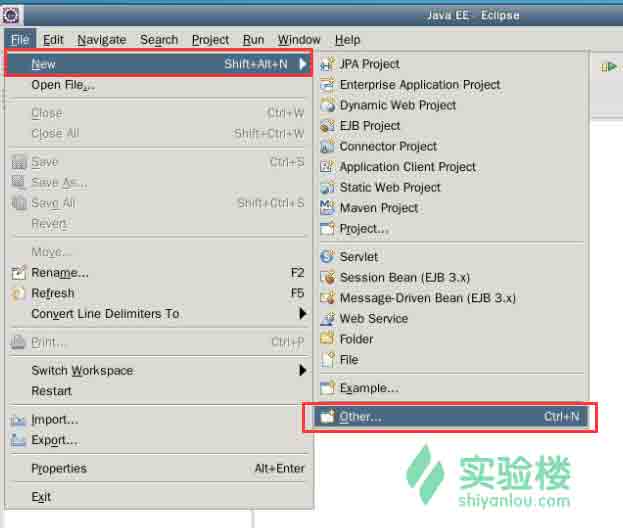 Java EE - Eclipse
File Edit Navigate Search Project Run Window Help
New Shift+Alt+N
Open File...
Close Ctrl+W
Close All Shift+Ctrl+W
Save Ctrl+S
Save As...
Save All Shift+Ctrl+S
Revert
Move...
Rename... F2
Refresh F5
Convert Line Delimiters To
Print... Ctrl+P
Switch Workspace
Restart
Import...
Export...
Properties Alt+Enter
Exit
JPA Project
Enterprise Application Project
Dynamic Web Project
EJB Project
Connector Project
Application Client Project
Static Web Project
Maven Project
Project...
Servlet
Session Bean (EJB 3.x)
Message-Driven Bean (EJB 3.x)
Web Service
Folder
File
Example...
Other... Ctrl+N
实验楼
shiyanlou.com